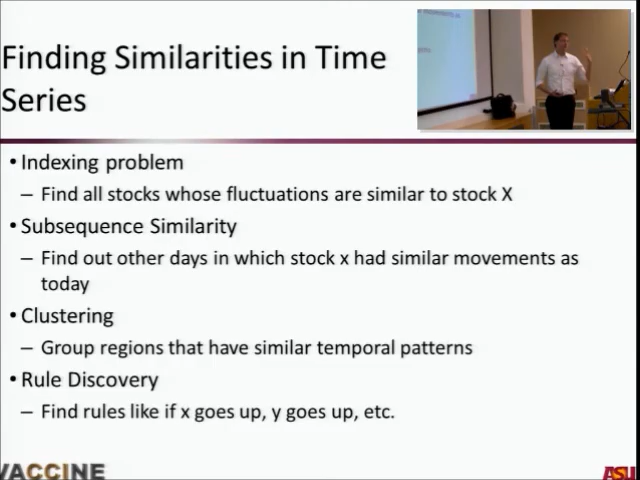 Finding Similarities in Time
Series
• Indexing problem
– Find all stocks whose fluctuations are similar to stock X
• Subsequence Similarity
– Find out other days in which stock x had similar movements as
today
• Clustering
– Group regions that have similar temporal patterns
• Rule Discovery
– Find rules like if x goes up, y goes up, etc.
VACCINE
ASU